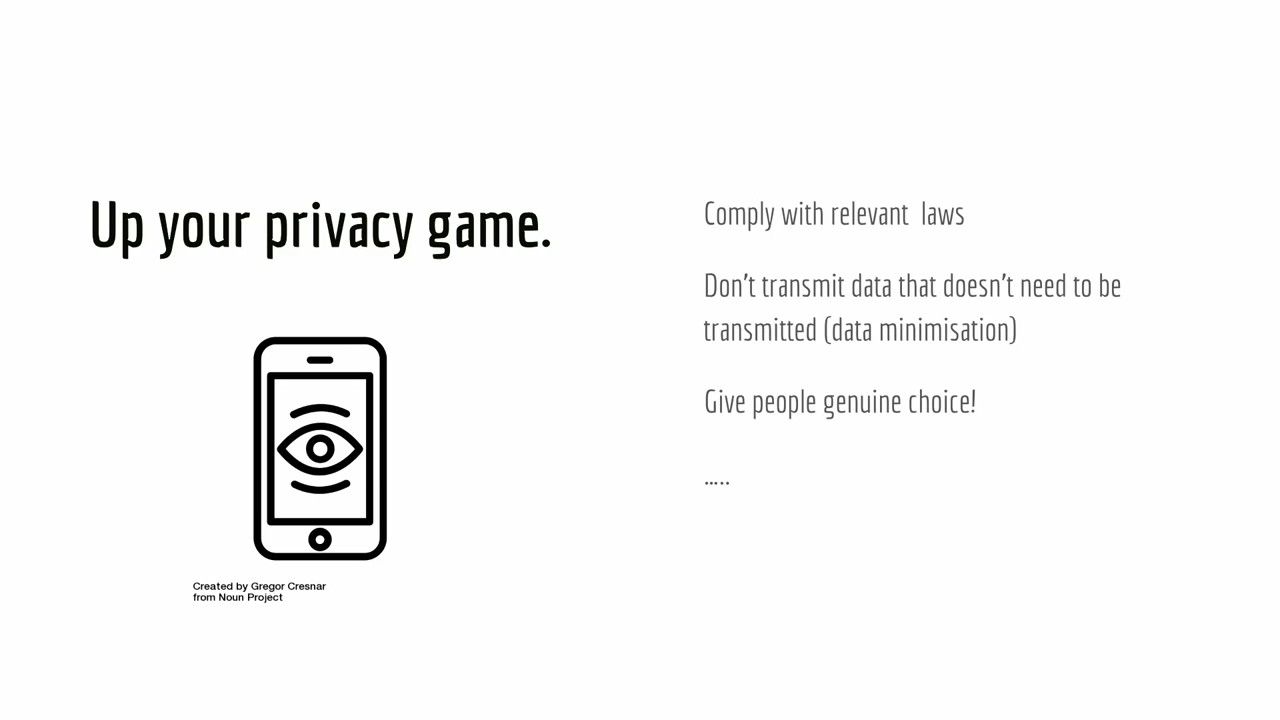 Up your privacy game.
Created by Gregor Cresnar
from Noun Project
Comply with relevant  laws
Don't transmit data that doesn't need to be
transmitted (data minimisation)
Give people genuine choice!
.....